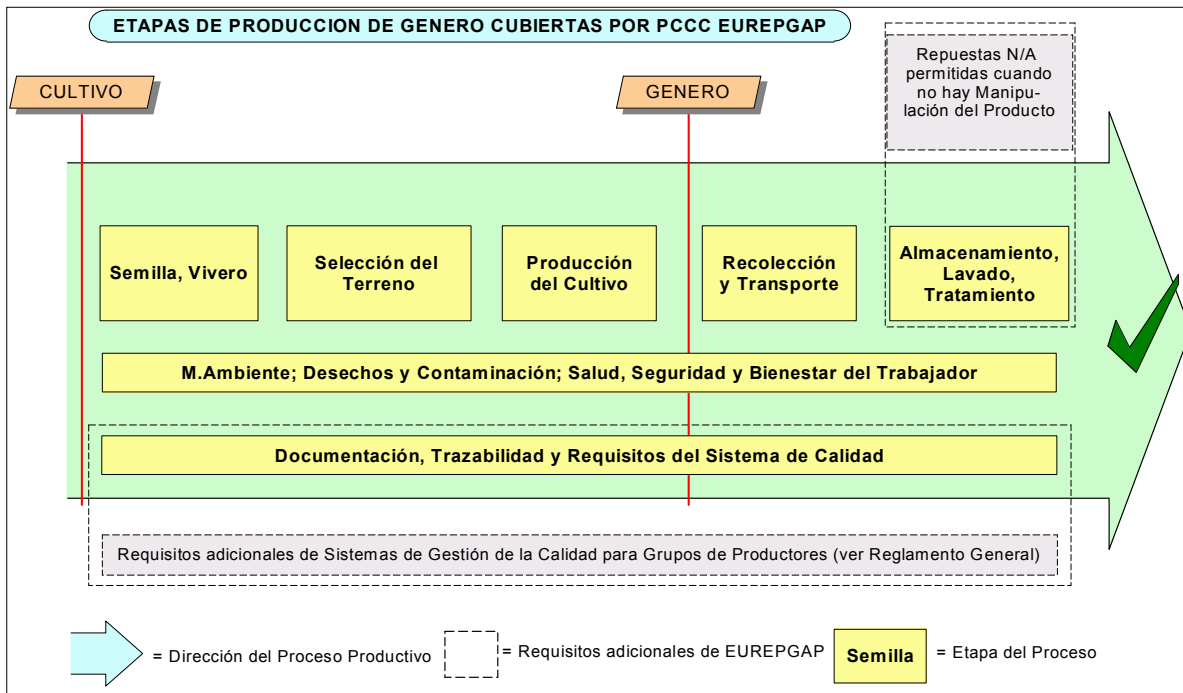 ETAPAS DE PRODUCCION DE GENERO CUBIERTAS POR PCCC EUREPGAP
Repuestas N/A
permitidas cuando
no hay Manipu-
lación del Producto
CULTIVO
GENERO
Semilla, Vivero
Selección del
Terreno
Producción
del Cultivo
Recolección
y Transporte
Almacenamiento,
Lavado,
Tratamiento
M.Ambiente; Desechos y Contaminación; Salud, Seguridad y Bienestar del Trabajador
Documentación, Trazabilidad y Requisitos del Sistema de Calidad
Requisitos adicionales de Sistemas de Gestión de la Calidad para Grupos de Productores (ver Reglamento General)
= Dirección del Proceso Productivo
= Requisitos adicionales de EUREPGAP
Semilla
= Etapa del Proceso